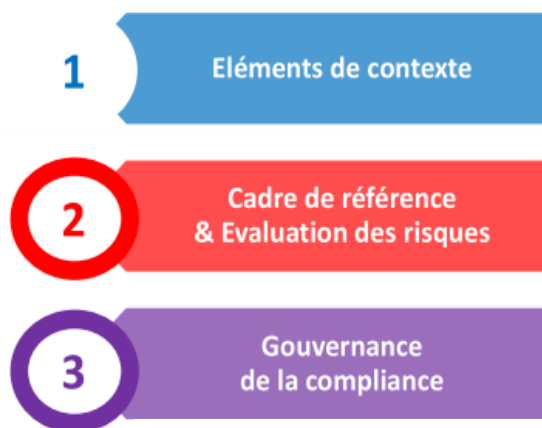 1
Eléments de contexte
2
Cadre de référence
& Evaluation des risques
3
Gouvernance
de la compliance